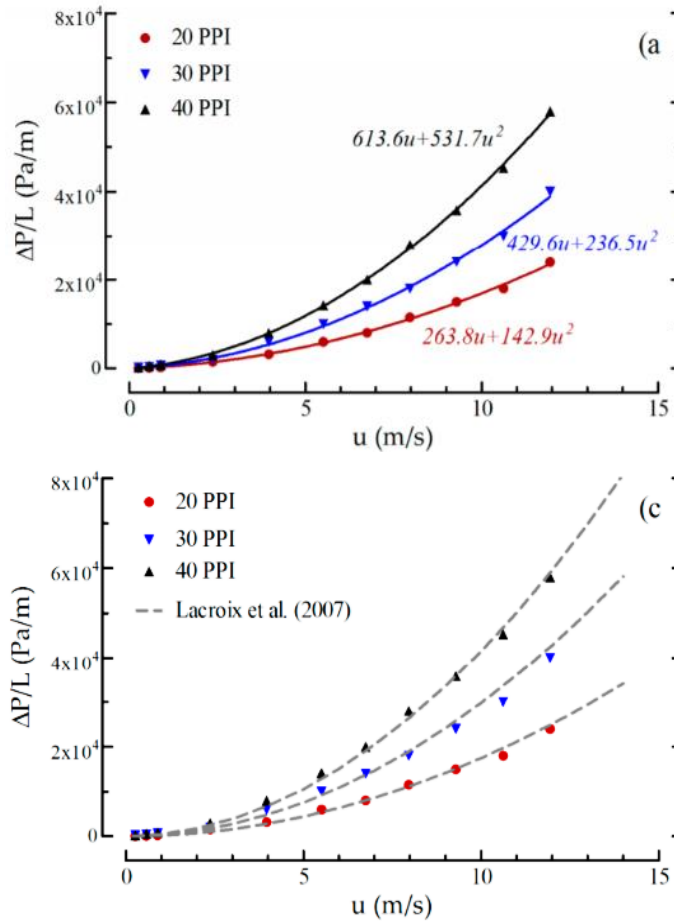 8x10⁴
6x10⁴
4x10⁴
2x10⁴
0
ΔP/L (Pa/m)
20 PPI
30 PPI
40 PPI
(a
613.6u+531.7u²
429.6u+236.5u²
263.8u+142.9u²
0 5 10 15
u (m/s)
8x10⁴
6x10⁴
4x10⁴
2x10⁴
0
ΔP/L (Pa/m)
20 PPI
30 PPI
40 PPI
Lacroix et al. (2007)
(c
0 5 10 15
u (m/s)